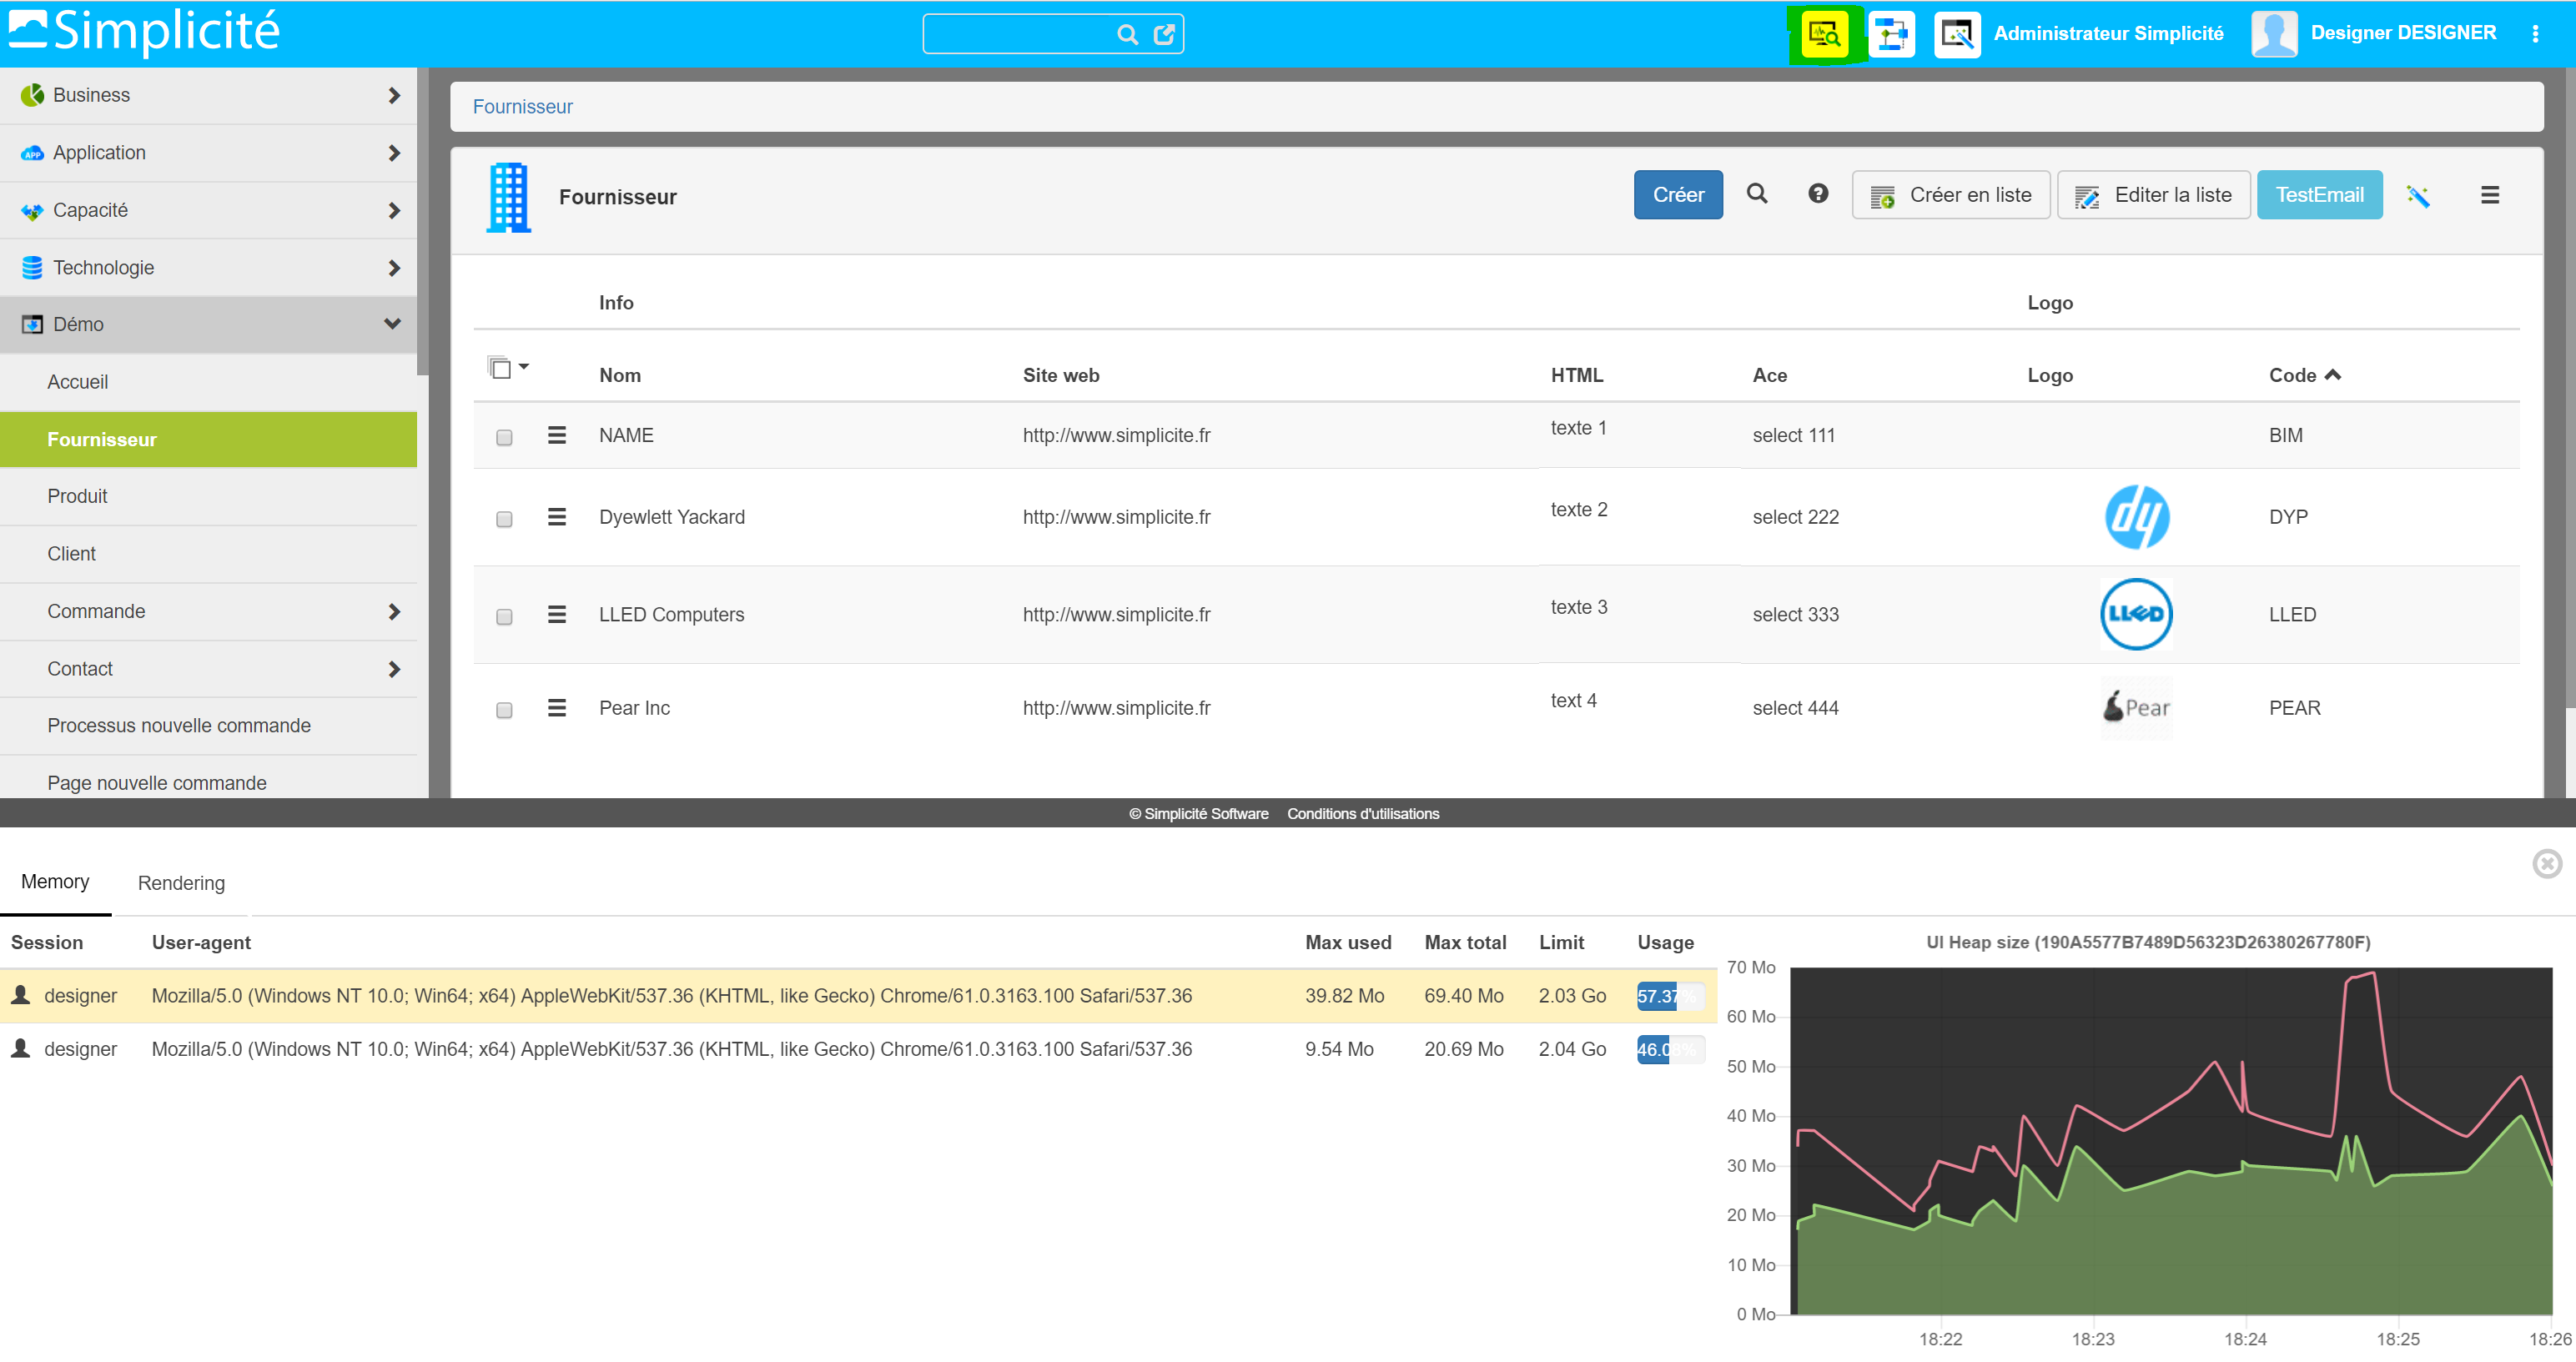 Simplicité
Administrateur Simplicité
Designer DESIGNER
Business
APP Application
Capacité
Technologie
Démo
Accueil
Fournisseur
Produit
Client
Commande
Contact
Processus nouvelle commande
Page nouvelle commande
Fournisseur
Fournisseur
Créer
Créer en liste
Editer la liste
TestEmail
Info Logo
Nom Site web HTML Ace Logo Code
NAME http://www.simplicite.fr texte 1 select 111 BIM
Dyewlett Yackard http://www.simplicite.fr texte 2 select 222 dy DYP
LLED Computers http://www.simplicite.fr texte 3 select 333 LLED LLED
Pear Inc http://www.simplicite.fr text 4 select 444 Pear PEAR
© Simplicité Software Conditions d'utilisations
Memory Rendering
Session User-agent Max used Max total Limit Usage
designer Mozilla/5.0 (Windows NT 10.0; Win64; x64) AppleWebKit/537.36 (KHTML, like Gecko) Chrome/61.0.3163.100 Safari/537.36 39.82 Mo 69.40 Mo 2.03 Go 57.37%
designer Mozilla/5.0 (Windows NT 10.0; Win64; x64) AppleWebKit/537.36 (KHTML, like Gecko) Chrome/61.0.3163.100 Safari/537.36 9.54 Mo 20.69 Mo 2.04 Go 46.08%
UI Heap size (190A5577B7489D56323D26380267780F)
70 Mo
60 Mo
50 Mo
40 Mo
30 Mo
20 Mo
10 Mo
0 Mo
18:22 18:23 18:24 18:25 18:26